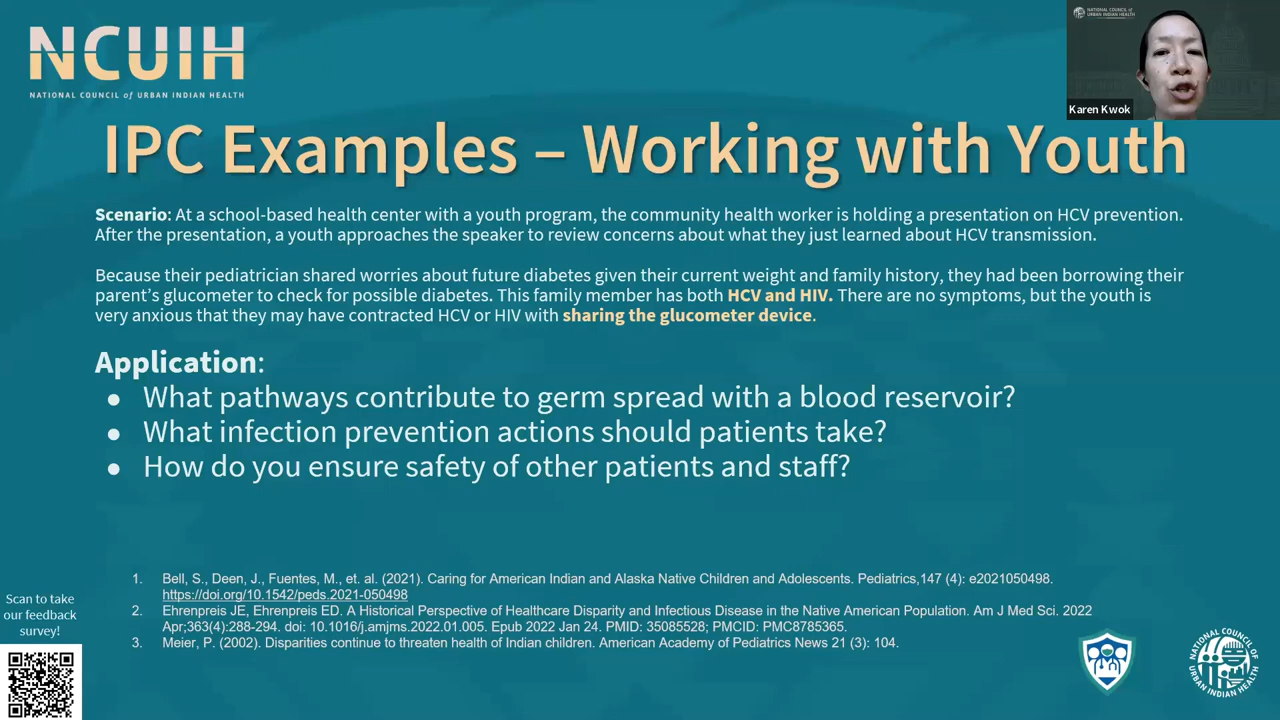 NCUIH
NATIONAL COUNCIL of URBAN INDIAN HEALTH
NATIONAL COUNCIL of
URBAN INDIAN HEALTH
Karen Kwok
IPC Examples – Working with Youth
Scenario: At a school-based health center with a youth program, the community health worker is holding a presentation on HCV prevention.
After the presentation, a youth approaches the speaker to review concerns about what they just learned about HCV transmission.
Because their pediatrician shared worries about future diabetes given their current weight and family history, they had been borrowing their
parent's glucometer to check for possible diabetes. This family member has both HCV and HIV. There are no symptoms, but the youth is
very anxious that they may have contracted HCV or HIV with sharing the glucometer device.
Application:
● What pathways contribute to germ spread with a blood reservoir?
● What infection prevention actions should patients take?
● How do you ensure safety of other patients and staff?
1. Bell, S., Deen, J., Fuentes, M., et. al. (2021). Caring for American Indian and Alaska Native Children and Adolescents. Pediatrics,147 (4): e2021050498.
https://doi.org/10.1542/peds.2021-050498
2. Ehrenpreis JE, Ehrenpreis ED. A Historical Perspective of Healthcare Disparity and Infectious Disease in the Native American Population. Am J Med Sci. 2022
Apr;363(4):288-294. doi: 10.1016/j.amjms.2022.01.005. Epub 2022 Jan 24. PMID: 35085528; PMCID: PMC8785365.
3. Meier, P. (2002). Disparities continue to threaten health of Indian children. American Academy of Pediatrics News 21 (3): 104.
Scan to take
our feedback
survey!
NATIONAL COUNCIL OF
URBAN INDIAN HEALTH